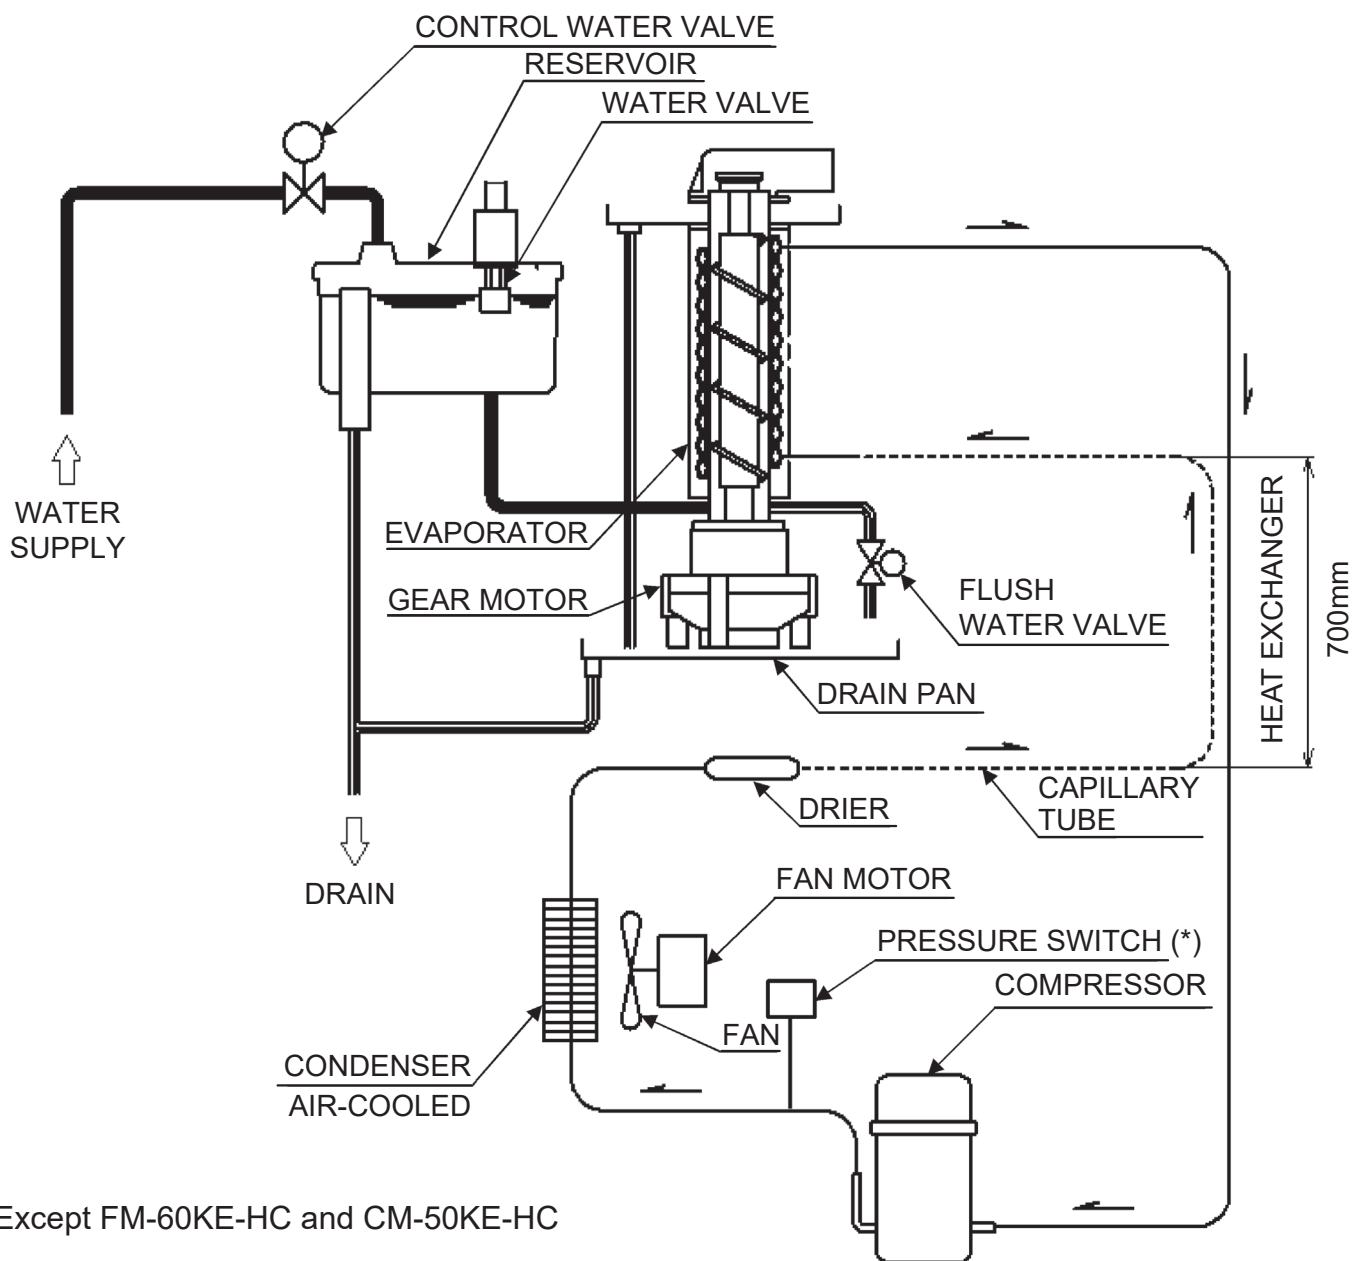 CONTROL WATER VALVE
RESERVOIR
WATER VALVE
WATER
SUPPLY
EVAPORATOR
GEAR MOTOR
FLUSH
WATER VALVE
HEAT EXCHANGER
700mm
DRAIN PAN
CAPILLARY
TUBE
DRIER
DRAIN
FAN MOTOR
PRESSURE SWITCH (*)
COMPRESSOR
FAN
CONDENSER
AIR-COOLED
Except FM-60KE-HC and CM-50KE-HC